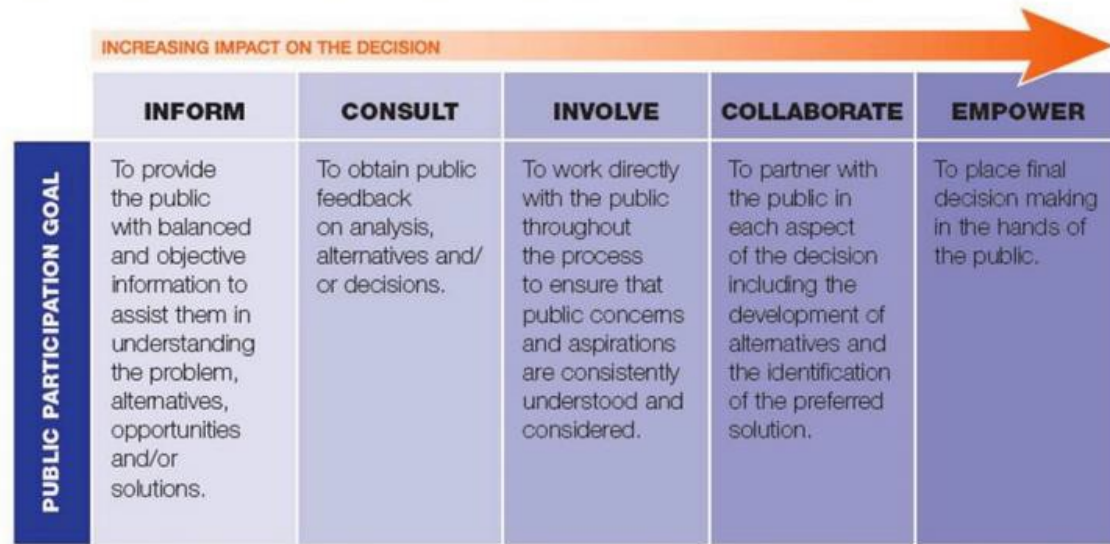 INCREASING IMPACT ON THE DECISION
INFORM
CONSULT
INVOLVE
COLLABORATE
EMPOWER
PUBLIC PARTICIPATION GOAL
To provide
the public
with balanced
and objective
information to
assist them in
understanding
the problem,
alternatives,
opportunities
and/or
solutions.
To obtain public
feedback
on analysis,
alternatives and/
or decisions.
To work directly
with the public
throughout
the process
to ensure that
public concerns
and aspirations
are consistently
understood and
considered.
To partner with
the public in
each aspect
of the decision
including the
development of
alternatives and
the identification
of the preferred
solution.
To place final
decision making
in the hands of
the public.